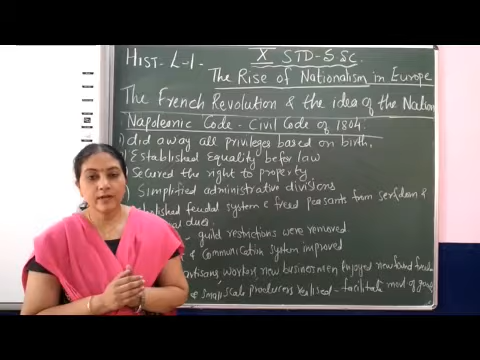 HIST- L-1- X STD-SSC.
The Rise of Nationalism in Europe
The French Revolution & the idea of the Nation
Napoleonic Code - Civil Code of 1804.
i) did away all privileges based on birth.
Established Equality before law
Secured the right to property
Simplified administrative divisions
feudal system & freed peasants from serfdom &
dues
guild restrictions were removed
& Communication system improved
artisans, workers new businessmen enjoyed new found
& Small scale producers realised - facilitate